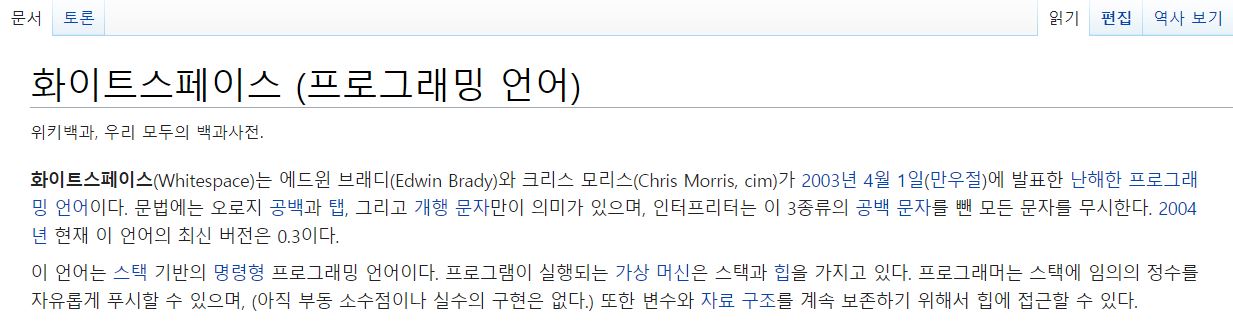 문서 토론 읽기 편집 역사 보기
화이트스페이스 (프로그래밍 언어)
위키백과, 우리 모두의 백과사전.
화이트스페이스(Whitespace)는 에드윈 브래디(Edwin Brady)와 크리스 모리스(Chris Morris, cim)가 2003년 4월 1일(만우절)에 발표한 난해한 프로그래
밍 언어이다. 문법에는 오로지 공백과 탭, 그리고 개행 문자만이 의미가 있으며, 인터프리터는 이 3종류의 공백 문자를 뺀 모든 문자를 무시한다. 2004
년 현재 이 언어의 최신 버전은 0.3이다.
이 언어는 스택 기반의 명령형 프로그래밍 언어이다. 프로그램이 실행되는 가상 머신은 스택과 힙을 가지고 있다. 프로그래머는 스택에 임의의 정수를
자유롭게 푸시할 수 있으며, (아직 부동 소수점이나 실수의 구현은 없다.) 또한 변수와 자료 구조를 계속 보존하기 위해서 힙에 접근할 수 있다.